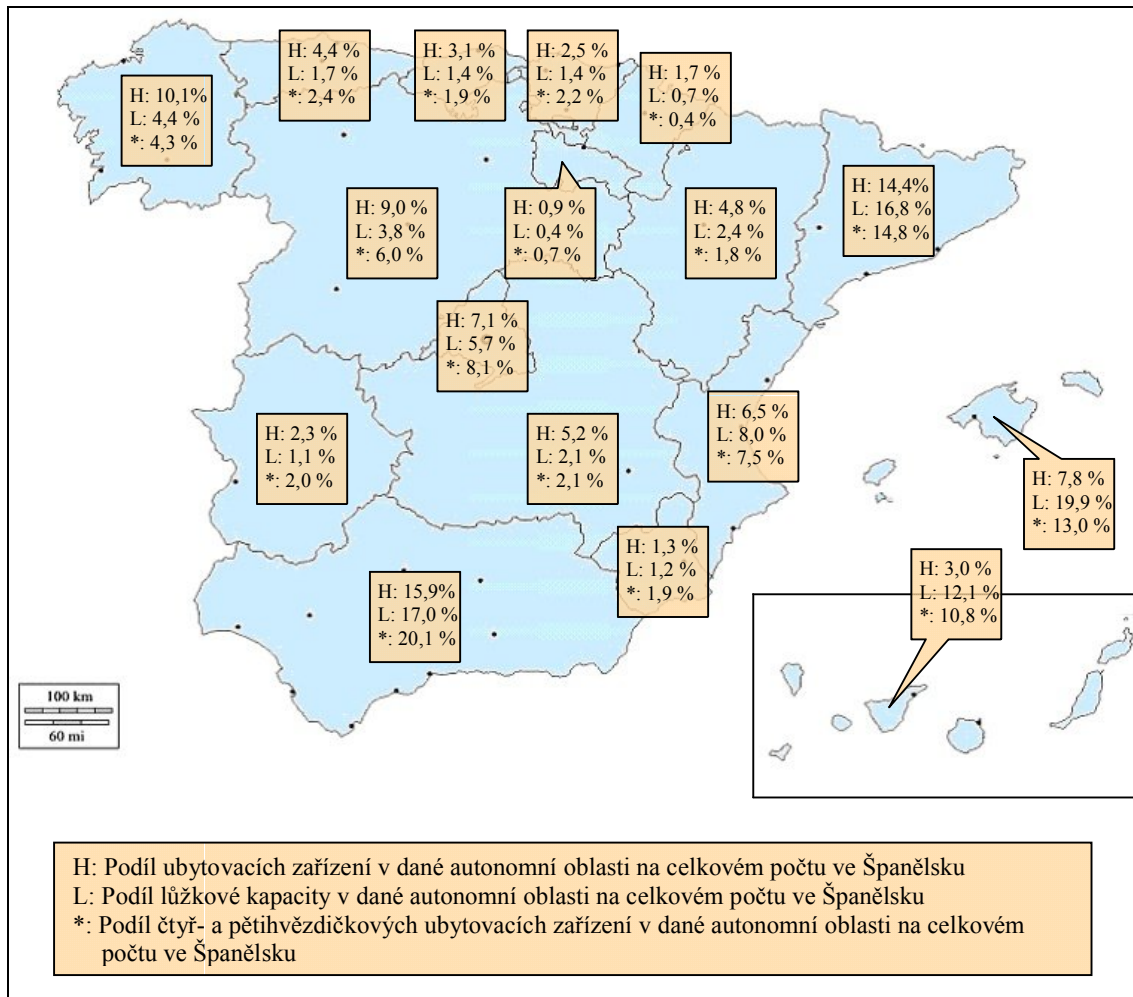 H: 4,4 %
L: 1,7 %
*: 2,4 %
H: 3,1 %
L: 1,4 %
*: 1,9 %
H: 2,5 %
L: 1,4 %
*: 2,2 %
H: 1,7 %
L: 0,7 %
*: 0,4 %
H: 10,1%
L: 4,4 %
*: 4,3 %
H: 9,0 %
L: 3,8 %
*: 6,0 %
H: 0,9 %
L: 0,4 %
*: 0,7 %
H: 4,8 %
L: 2,4 %
*: 1,8 %
H: 14,4%
L: 16,8 %
*: 14,8 %
H: 7,1 %
L: 5,7 %
*: 8,1 %
H: 2,3 %
L: 1,1 %
*: 2,0 %
H: 5,2 %
L: 2,1 %
*: 2,1 %
H: 6,5 %
L: 8,0 %
*: 7,5 %
H: 7,8 %
L: 19,9 %
*: 13,0 %
H: 1,3 %
L: 1,2 %
*: 1,9 %
H: 3,0 %
L: 12,1 %
*: 10,8 %
H: 15,9%
L: 17,0 %
*: 20,1 %
100 km
60 mi
H: Podíl ubytovacích zařízení v dané autonomní oblasti na celkovém počtu ve Španělsku
L: Podíl lůžkové kapacity v dané autonomní oblasti na celkovém počtu ve Španělsku
*: Podíl čtyř- a pětihvězdičkových ubytovacích zařízení v dané autonomní oblasti na celkovém
počtu ve Španělsku